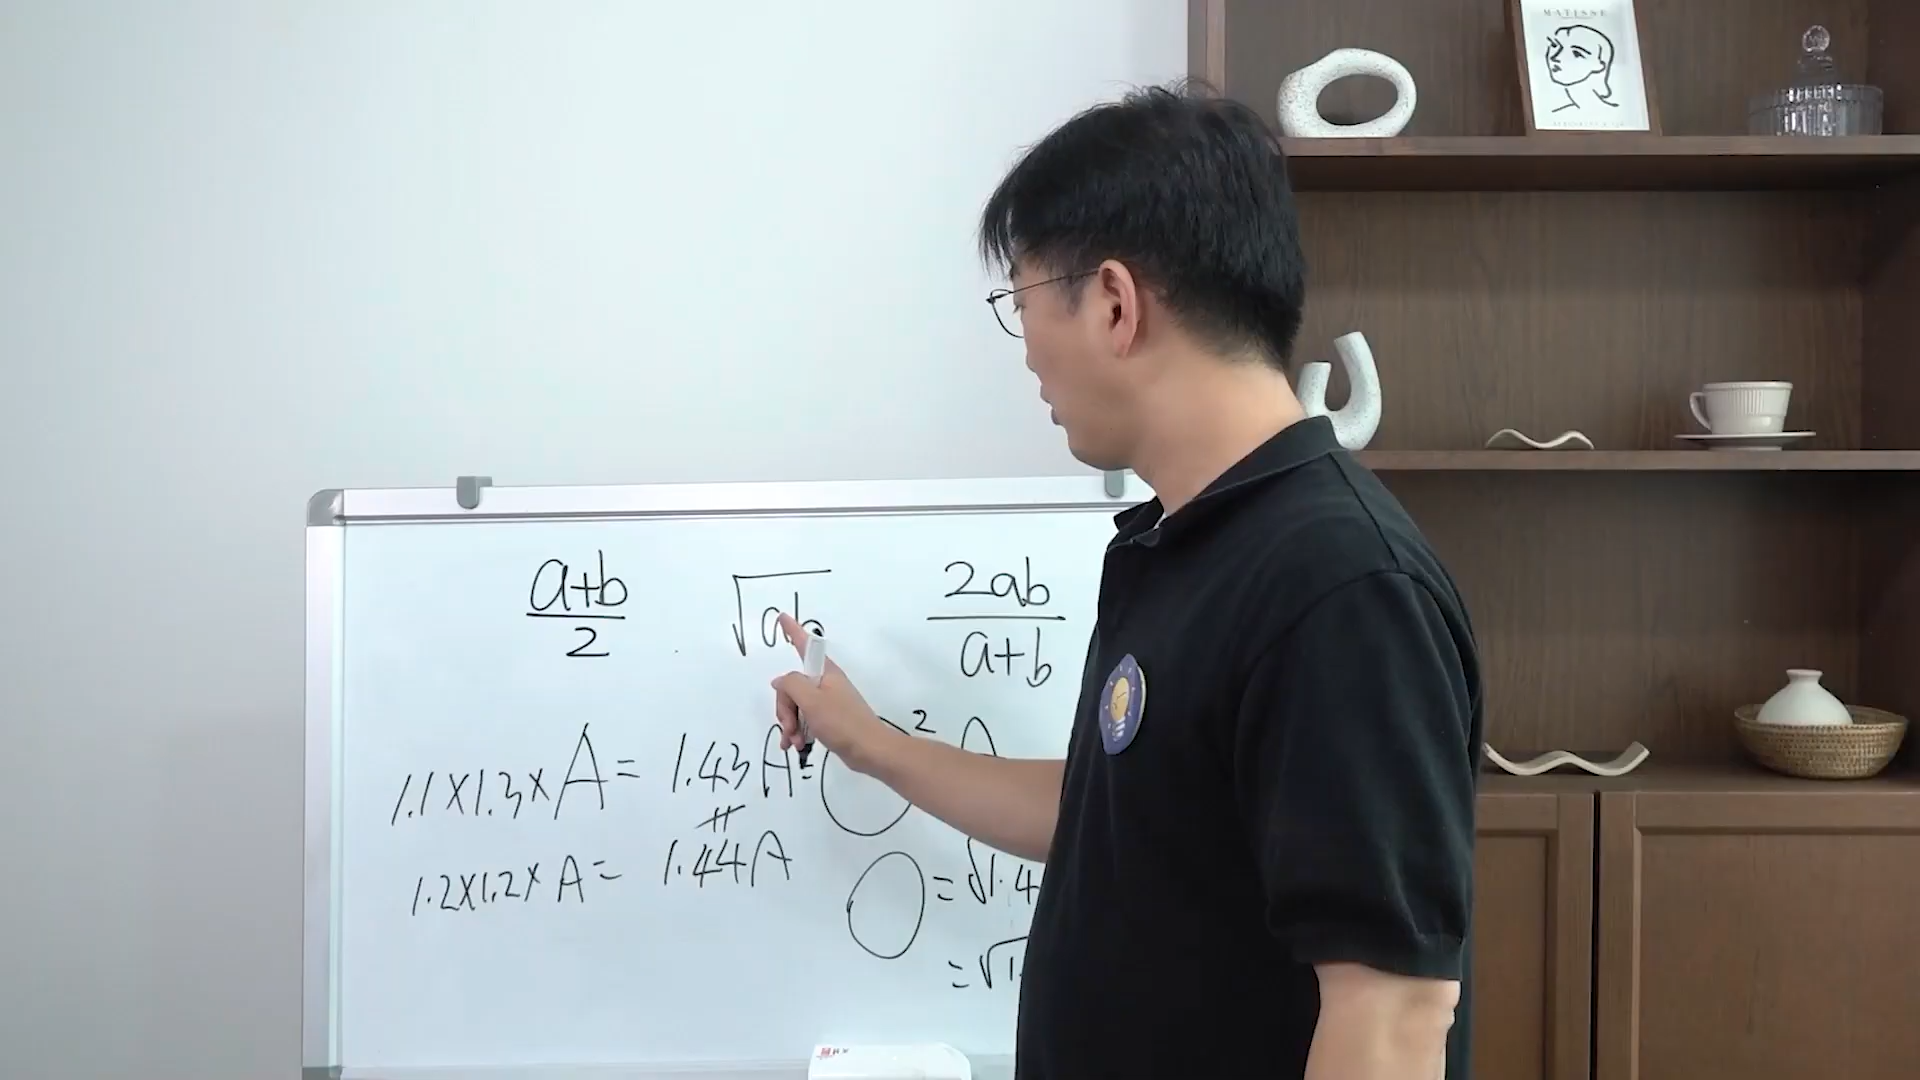 MATISSE
a+b
2
√ab
2ab
a+b
1.1×1.3×A= 1.43A=
2
1.2×1.2×A= 1.44A
=√1.4
=√1.